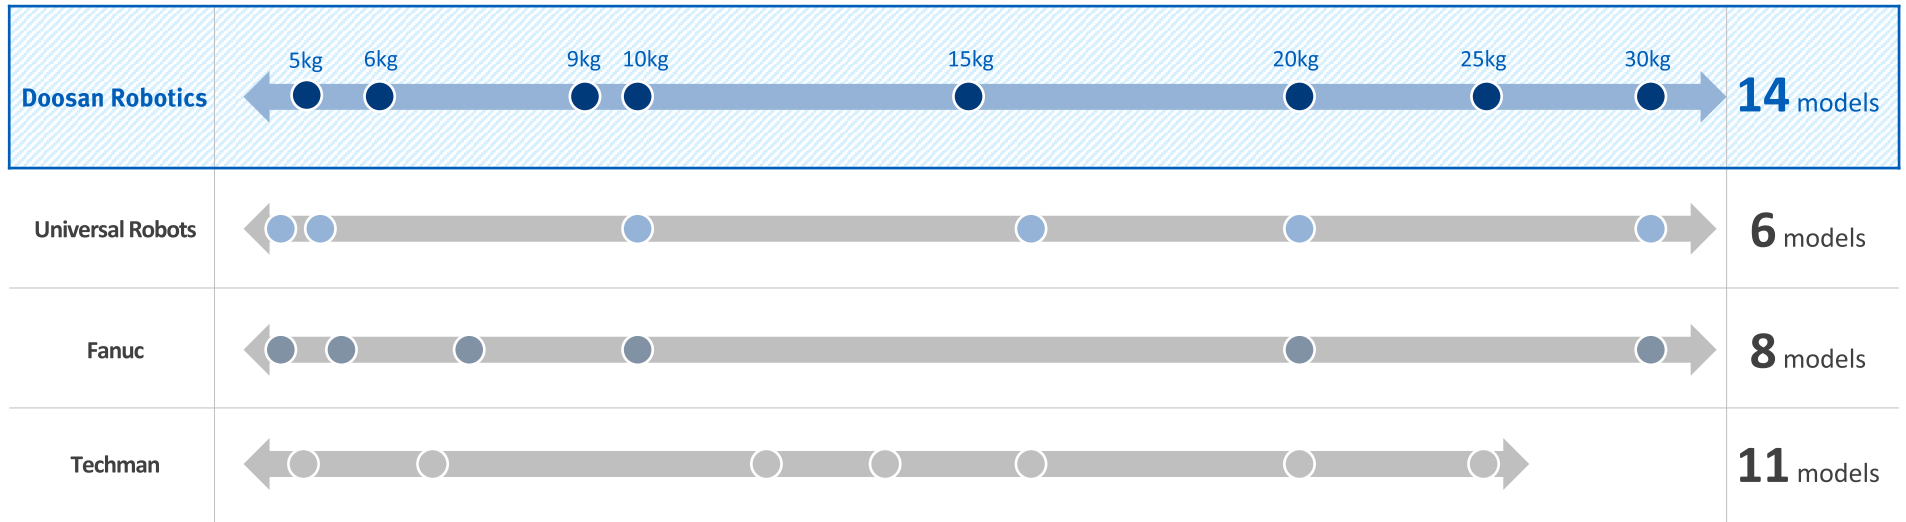 5kg 6kg 9kg 10kg 15kg 20kg 25kg 30kg
Doosan Robotics 14 models
Universal Robots 6 models
Fanuc 8 models
Techman 11 models